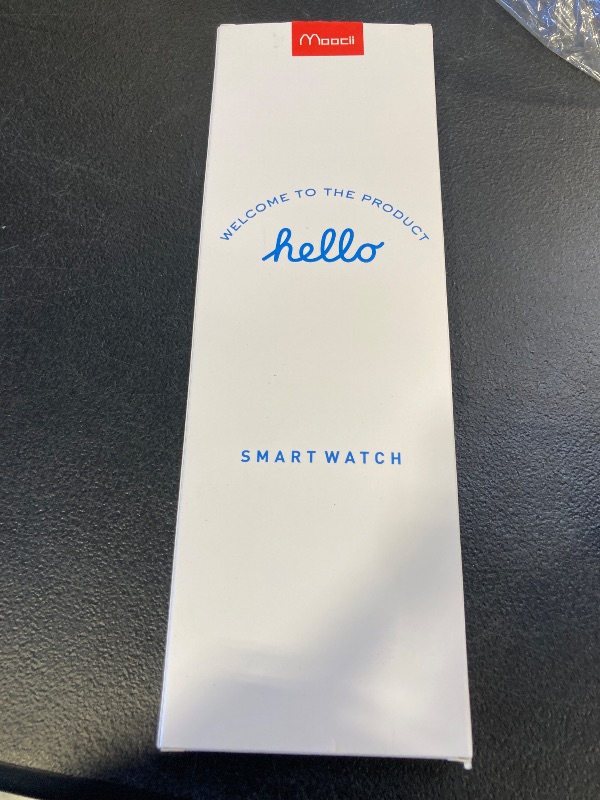 Moocii
WELCOME TO THE PRODUCT
hello
SMART WATCH